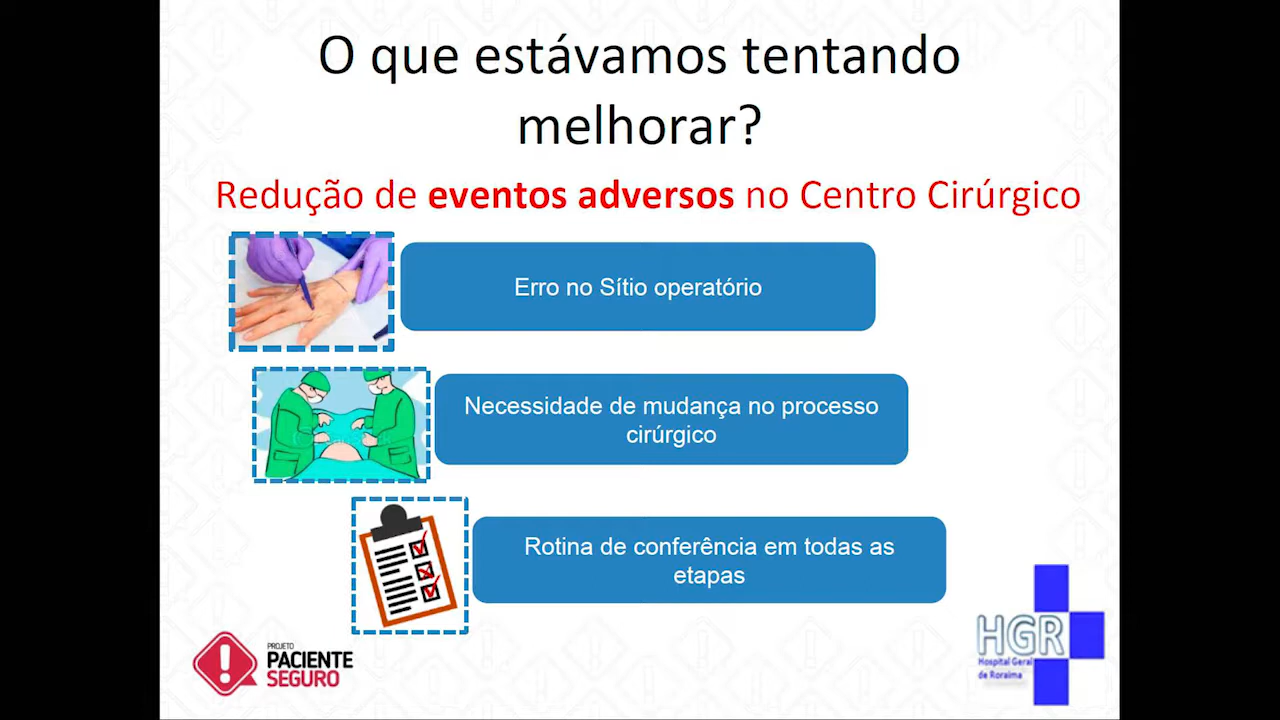 O que estávamos tentando
melhorar?
Redução de eventos adversos no Centro Cirúrgico
Erro no Sítio operatório
Necessidade de mudança no processo
cirúrgico
Rotina de conferência em todas as
etapas
PROJETO
PACIENTE
SEGURO
HGR
Hospital Geral
de Roraima